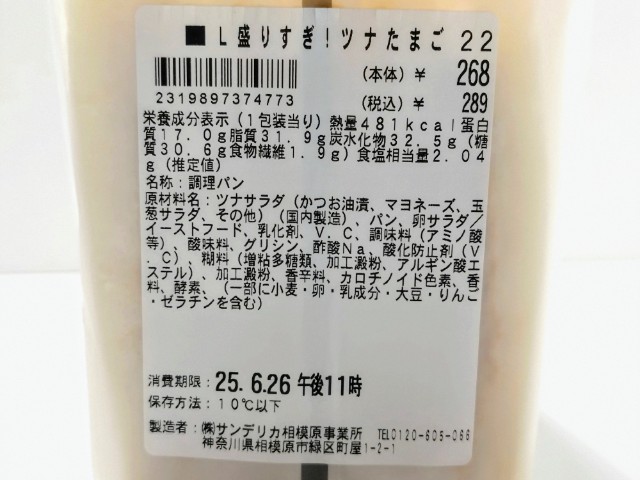 ■L盛りすぎ！ツナたまご22
(本体)¥ 268
2319897374773
(税込)¥ 289
栄養成分表示(1包装当り)熱量481kcal蛋白
質17.0g脂質31.9g炭水化物32.5g(糖
質30.6g食物繊維1.9g)食塩相当量2.04
g(推定値)
名称：調理パン
原材料名：ツナサラダ(かつお油漬、マヨネーズ、玉
葱サラダ、その他)(国内製造)、パン、卵サラダ／
イーストフード、乳化剤、V.C、調味料(アミノ酸
等)、酸味料、グリシン、酢酸Na、酸化防止剤(V
.C)、糊料(増粘多糖類、加工澱粉、アルギン酸エ
ステル)、加工澱粉、香辛料、カロチノイド色素、香
料、酵素、(一部に小麦・卵・乳成分・大豆・りんご
・ゼラチンを含む)
消費期限：25.6.26午後11時
保存方法：10℃以下
製造者：㈱サンデリカ相模原事業所 TEL0120-605-066
神奈川県相模原市緑区町屋1-2-1